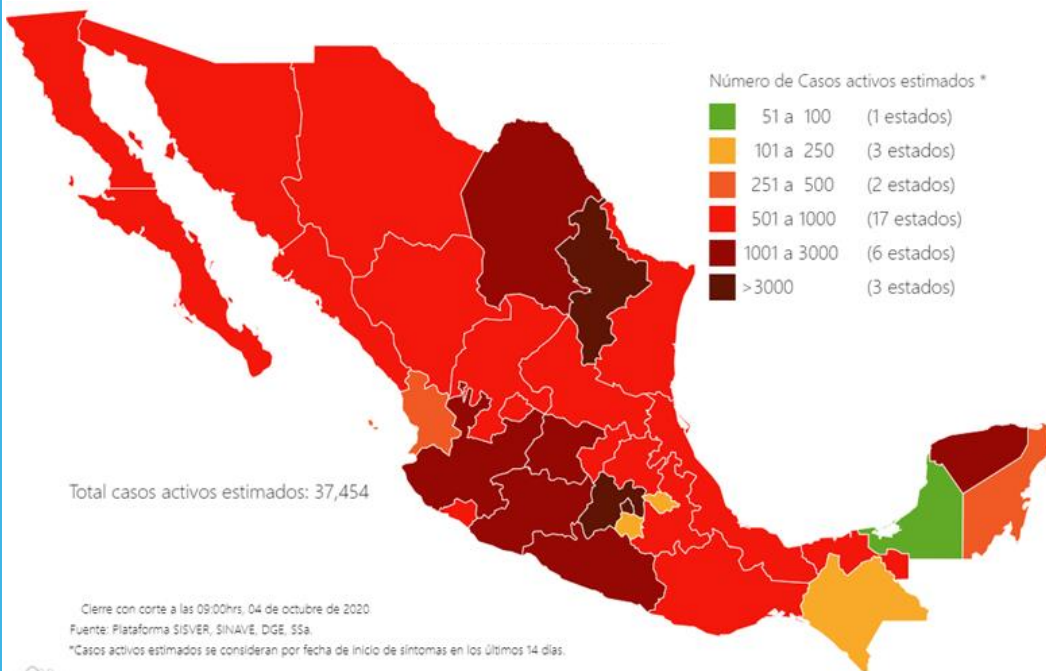 Número de Casos activos estimados *
51 a 100 (1 estados)
101 a 250 (3 estados)
251 a 500 (2 estados)
501 a 1000 (17 estados)
1001 a 3000 (6 estados)
>3000 (3 estados)
Total casos activos estimados: 37,454
Cierre con corte a las 09:00hrs, 04 de octubre de 2020
Fuente: Plataforma SISVER, SINAVE, DGE, SSa.
*Casos activos estimados se consideran por fecha de inicio de síntomas en los últimos 14 días.